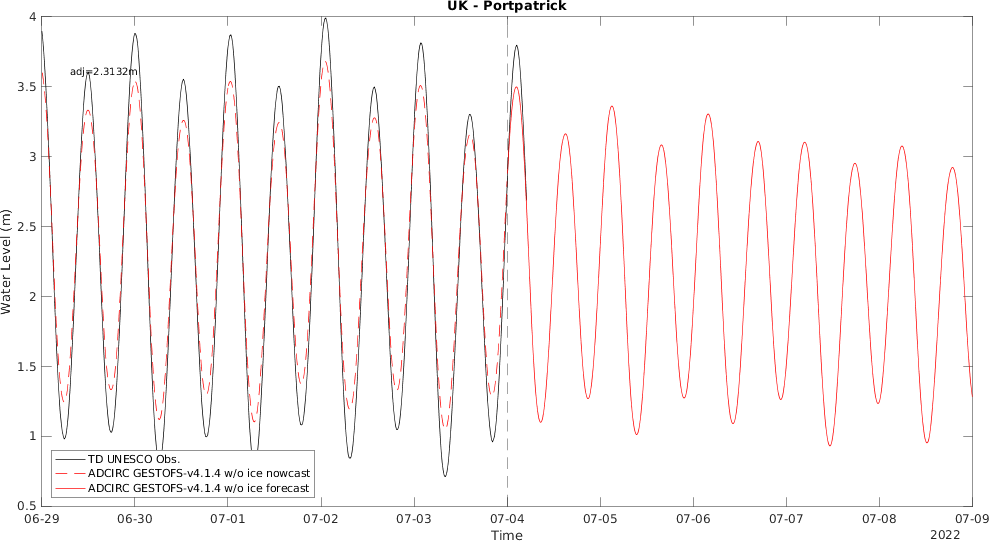 UK - Portpatrick
4
3.5
3
2.5
2
1.5
1
0.5
Water Level (m)
adj=2.3132m
TD UNESCO Obs.
ADCIRC GESTOFS-v4.1.4 w/o ice nowcast
ADCIRC GESTOFS-v4.1.4 w/o ice forecast
06-29 06-30 07-01 07-02 07-03 07-04 07-05 07-06 07-07 07-08 07-09
Time
2022